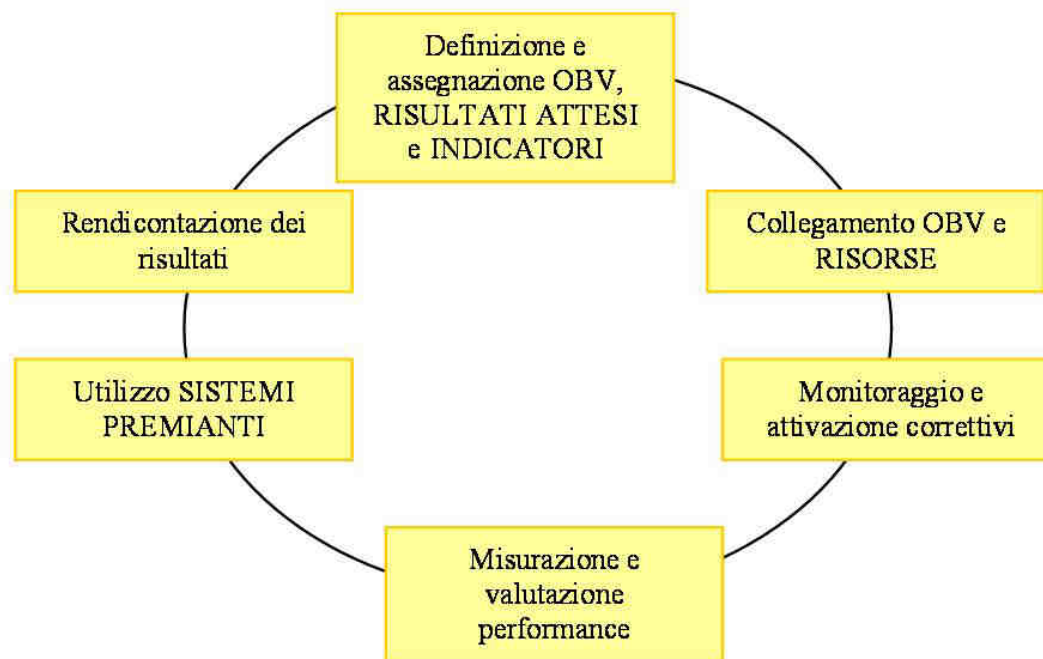 Definizione e
assegnazione OBV,
RISULTATI ATTESI
e INDICATORI
Collegamento OBV e
RISORSE
Monitoraggio e
attivazione correttivi
Misurazione e
valutazione
performance
Utilizzo SISTEMI
PREMIANTI
Rendicontazione dei
risultati